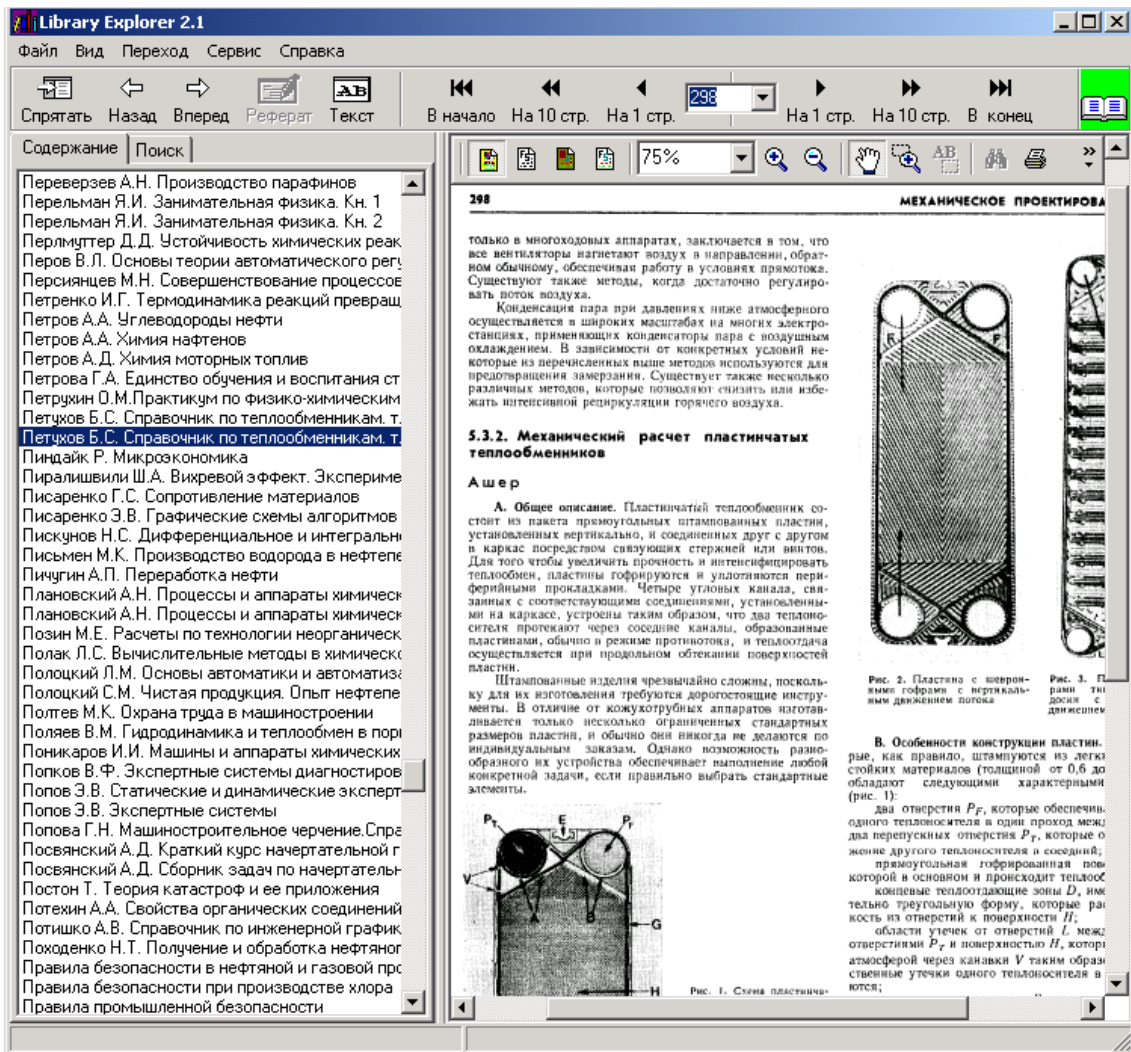 Library Explorer 2.1
Файл Вид Переход Сервис Справка
Спрятать Назад Вперед Реферат Текст В начало На 10 стр. На 1 стр. 298 На 1 стр. На 10 стр. В конец
Содержание Поиск
75%
Переверзев А.Н. Производство парафинов
Перельман Я.И. Занимательная физика. Кн. 1
Перельман Я.И. Занимательная физика. Кн. 2
Перлмуттер Д.Д. Устойчивость химических реак
Перов В.Л. Основы теории автоматического регу
Персиянцев М.Н. Совершенствование процессов
Петренко И.Г. Термодинамика реакций превращ
Петров А.А. Углеводороды нефти
Петров А.А. Химия нафтенов
Петров А.Д. Химия моторных топлив
Петрова Г.А. Единство обучения и воспитания ст
Петрухин О.М.Практикум по физико-химическим
Петухов Б.С. Справочник по теплообменникам. т.
Петухов Б.С. Справочник по теплообменникам. т.
Пиндайк Р. Микроэкономика
Пиралишвили Ш.А. Вихревой эффект. Экспериме
Писаренко Г.С. Сопротивление материалов
Писаренко Э.В. Графические схемы алгоритмов
Пискунов Н.С. Дифференциальное и интегральн
Письмен М.К. Производство водорода в нефтепе
Пичугин А.П. Переработка нефти
Плановский А.Н. Процессы и аппараты химическ
Плановский А.Н. Процессы и аппараты химическ
Позин М.Е. Расчеты по технологии неорганическ
Полак Л.С. Вычислительные методы в химическо
Полоцкий Л.М. Основы автоматики и автоматиза
Полоцкий С.М. Чистая продукция. Опыт нефтепе
Полтев М.К. Охрана труда в машиностроении
Поляев В.М. Гидродинамика и теплообмен в пор
Поникаров И.И. Машины и аппараты химических
Попков В.Ф. Экспертные системы диагностиров
Попов Э.В. Статические и динамические эксперт
Попов Э.В. Экспертные системы
Попова Г.Н. Машиностроительное черчение.Спра
Посвянский А.Д. Краткий курс начертательной г
Посвянский А.Д. Сборник задач по начертательн
Постон Т. Теория катастроф и ее приложения
Потехин А.А. Свойства органических соединений
Потишко А.В. Справочник по инженерной график
Походенко Н.Т. Получение и обработка нефтяног
Правила безопасности в нефтяной и газовой про
Правила безопасности при производстве хлора
Правила промышленной безопасности
298 МЕХАНИЧЕСКОЕ ПРОЕКТИРОВА
только в многоходовых аппаратах, заключается в том, что
все вентиляторы нагнетают воздух в направлении, обрат-
ном обычному, обеспечивая работу в условиях прямотока.
Существуют также методы, когда достаточно регулиро-
вать поток воздуха.
Конденсация пара при давлениях ниже атмосферного
осуществляется в широких масштабах на многих электро-
станциях, применяющих конденсаторы пара с воздушным
охлаждением. В зависимости от конкретных условий не-
которые из перечисленных выше методов используются для
предотвращения замерзания. Существует также несколько
различных методов, которые позволяют снизить или избе-
жать интенсивной рециркуляции горячего воздуха.
5.3.2. Механический расчет пластинчатых
теплообменников
Ашер
А. Общее описание. Пластинчатый теплообменник со-
стоит из пакета прямоугольных штампованных пластин,
установленных вертикально, и соединенных друг с другом
в каркас посредством связующих стержней или винтов.
Для того чтобы увеличить прочность и интенсифицировать
теплообмен, пластины гофрируются и уплотняются пери-
ферийными прокладками. Четыре угловых канала, свя-
занных с соответствующими соединениями, установленны-
ми на каркасе, устроены таким образом, что два теплоно-
сителя протекают через соседние каналы, образованные
пластинами, обычно в режиме противотока, и теплоотдача
осуществляется при продольном обтекании поверхностей
пластин.
Штампованные изделия чрезвычайно сложны, посколь-
ку для их изготовления требуются дорогостоящие инстру-
менты. В отличие от кожухотрубных аппаратов изготав-
ливается только несколько ограниченных стандартных
размеров пластин, и обычно они никогда не делаются по
индивидуальным заказам. Однако возможность разно-
образного их устройства обеспечивает выполнение любой
конкретной задачи, если правильно выбрать стандартные
элементы.
P_T E P_F
V
A B
G
H
Рис. 1. Схема пластинча-
F
Рис. 2. Пластина с шеврон-
ными гофрами с вертикаль-
ным движением потока
Рис. 3. П
рами ти
доски с
движением
В. Особенности конструкции пластин.
рые, как правило, штампуются из легк
стойких материалов (толщиной от 0,6 до
обладают следующими характерными
(рис. 1):
два отверстия P_F, которые обеспечив
одного теплоносителя в один проход межд
два перепускных отверстия P_T, которые о
жение другого теплоносителя в соседний;
прямоугольная гофрированная пове
которой в основном и происходит теплооб
концевые теплоотдающие зоны D, име
тельно треугольную форму, которые ра
кость из отверстий к поверхности H;
области утечек от отверстий L межд
отверстиями P_T и поверхностью H, котор
атмосферой через канавки V таким образ
ственные утечки одного теплоносителя в
ются;